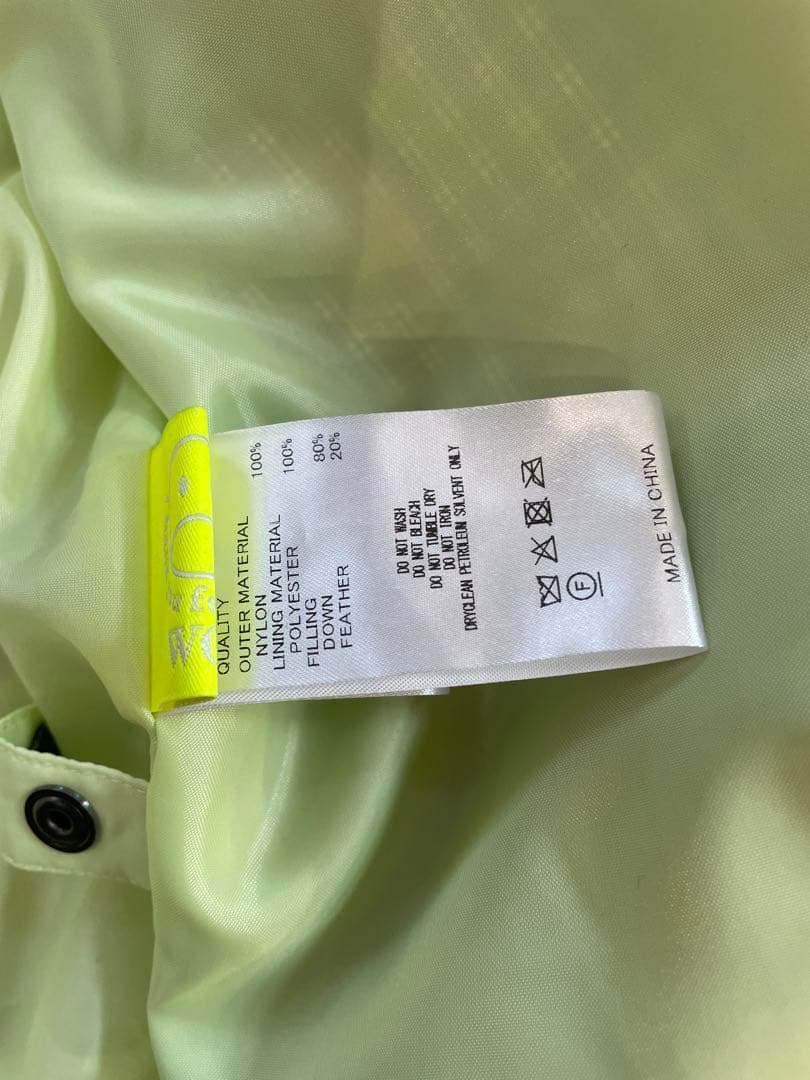 QUALITY
OUTER MATERIAL
NYLON 100%
LINING MATERIAL
POLYESTER 100%
FILLING
DOWN 80%
FEATHER 20%
DO NOT WASH
DO NOT BLEACH
DO NOT TUMBLE DRY
DO NOT IRON
DRYCLEAN PETROLEUN SOLVENT ONLY
F
MADE IN CHINA